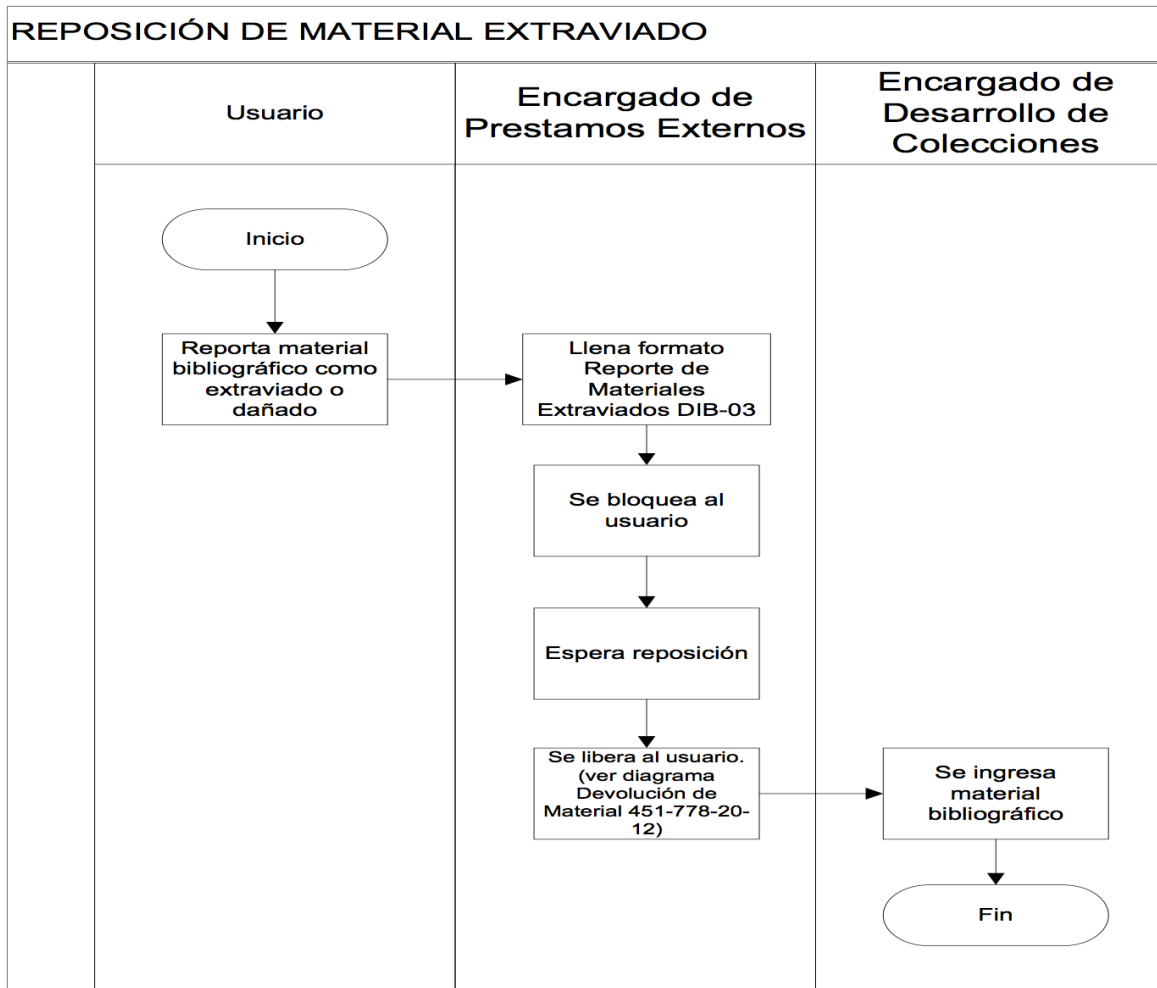 REPOSICIÓN DE MATERIAL EXTRAVIADO
Usuario
Encargado de
Prestamos Externos
Encargado de
Desarrollo de
Colecciones
Inicio
Reporta material
bibliográfico como
extraviado o
dañado
Llena formato
Reporte de
Materiales
Extraviados DIB-03
Se bloquea al
usuario
Espera reposición
Se libera al usuario.
(ver diagrama
Devolución de
Material 451-778-20-
12)
Se ingresa
material
bibliográfico
Fin